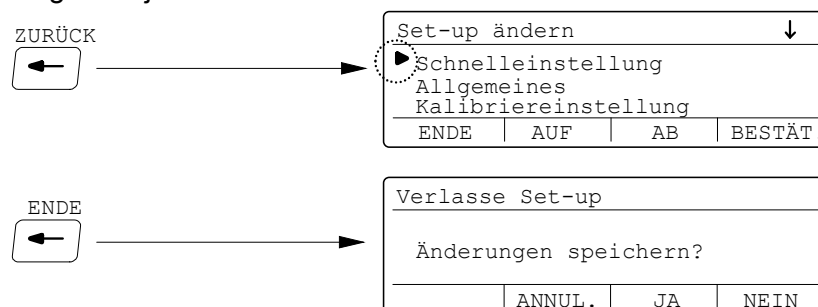 ZURÜCK
Set-up ändern ↓
Schnelleinstellung
Allgemeines
Kalibriereinstellung
ENDE AUF AB BESTÄT
ENDE
Verlasse Set-up
Änderungen speichern?
ANNUL. JA NEIN